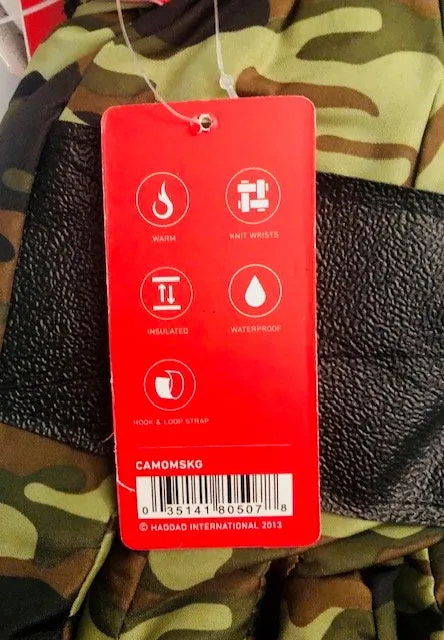 WARM
KNIT WRISTS
INSULATED
WATERPROOF
HOOK & LOOP STRAP
CAMOMSKG
0 35141 80507 8
© HADDAD INTERNATIONAL 2013